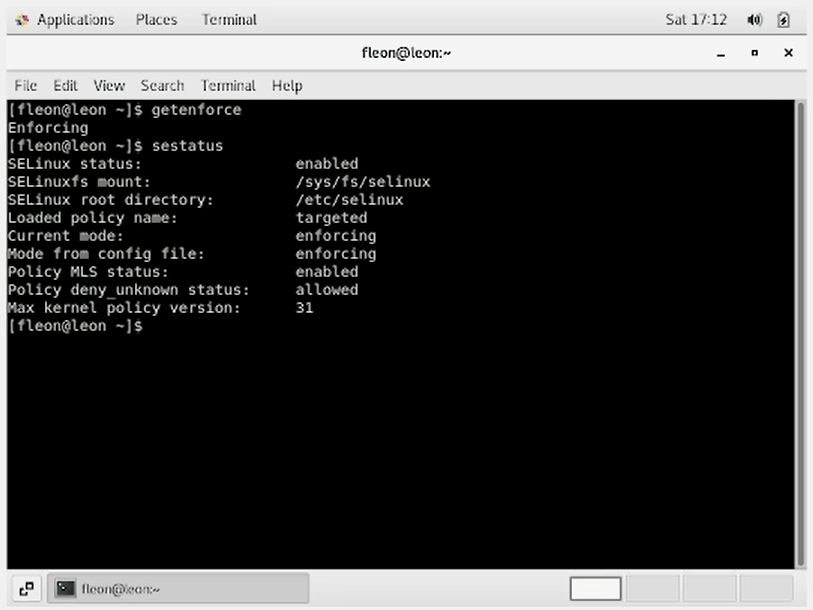 Applications Places Terminal Sat 17:12
fleon@leon:~
File Edit View Search Terminal Help
[fleon@leon ~]$ getenforce
Enforcing
[fleon@leon ~]$ sestatus
SELinux status: enabled
SELinuxfs mount: /sys/fs/selinux
SELinux root directory: /etc/selinux
Loaded policy name: targeted
Current mode: enforcing
Mode from config file: enforcing
Policy MLS status: enabled
Policy deny_unknown status: allowed
Max kernel policy version: 31
[fleon@leon ~]$
fleon@leon:~